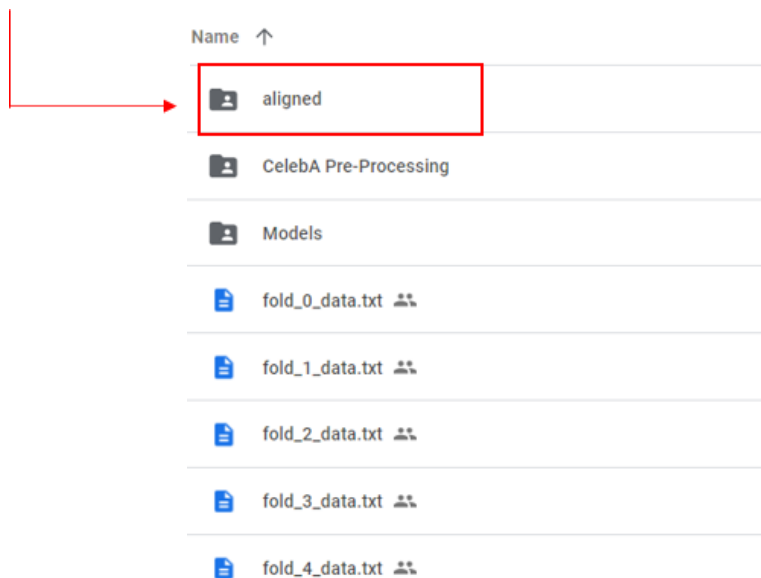 Name
aligned
CelebA Pre-Processing
Models
fold_0_data.txt
fold_1_data.txt
fold_2_data.txt
fold_3_data.txt
fold_4_data.txt